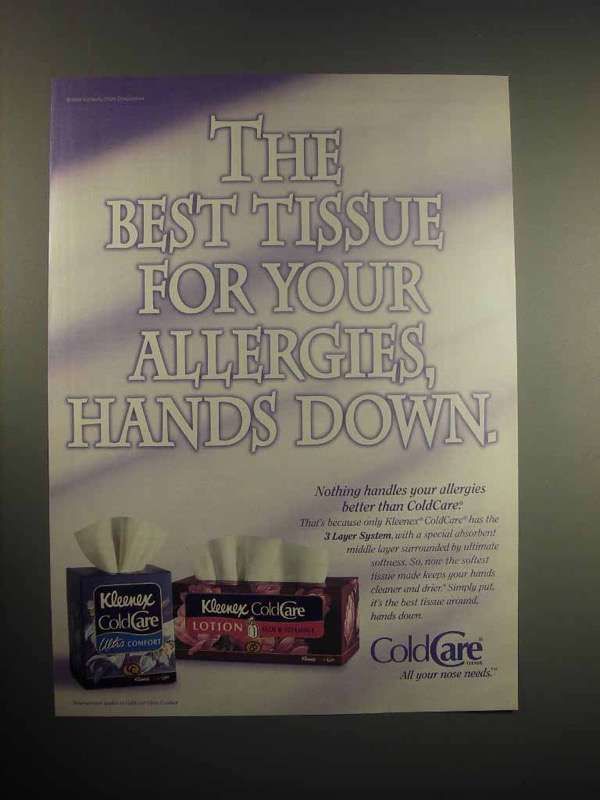 THE
BEST TISSUE
FOR YOUR
ALLERGIES,
HANDS DOWN.
Nothing handles your allergies
better than ColdCare.®
That's because only Kleenex® ColdCare® has the
3 Layer System, with a special absorbent
middle layer surrounded by ultimate
softness. So, now the softest
tissue made keeps your hands
cleaner and drier.* Simply put,
it's the best tissue around,
hands down.
Kleenex
ColdCare
Ultra COMFORT
Kleenex ColdCare
LOTION
ALOE & VITAMIN E
ColdCare®
All your nose needs.™